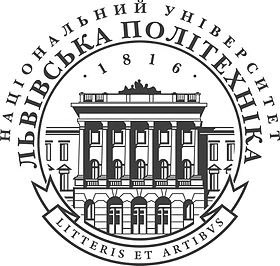 НАЦІОНАЛЬНИЙ УНІВЕРСИТЕТ
ЛЬВІВСЬКА ПОЛІТЕХНІКА
· 1816 ·
LITTERIS ET ARTIBVS